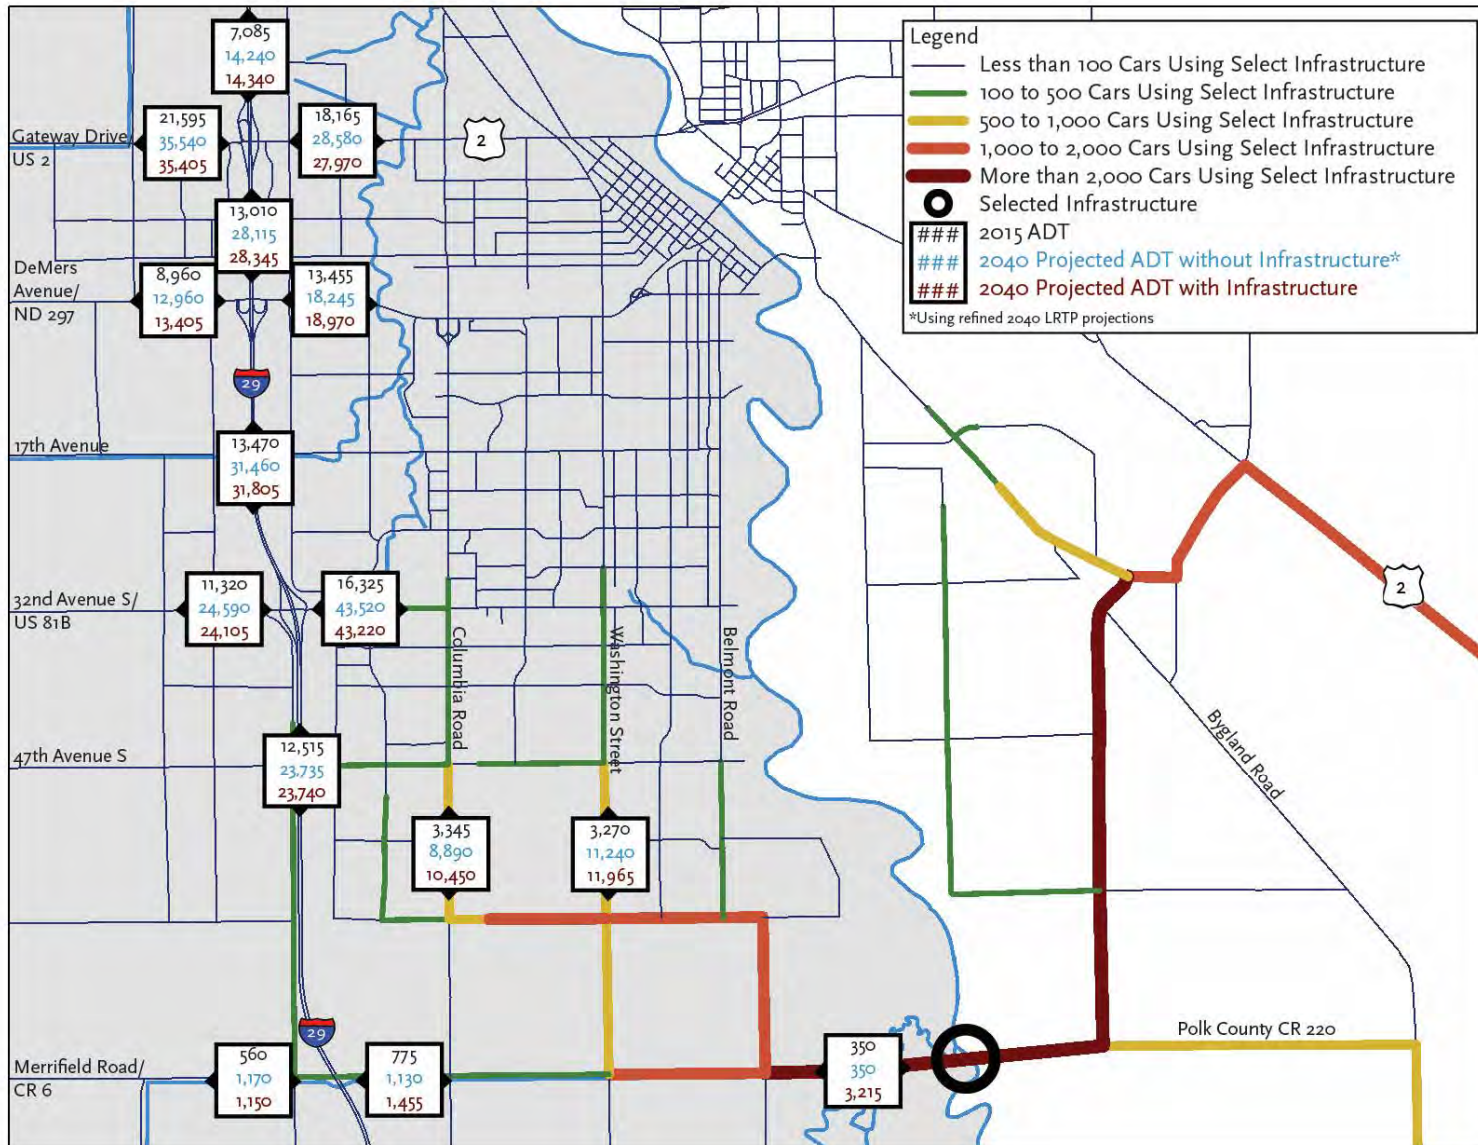 Legend
Less than 100 Cars Using Select Infrastructure
100 to 500 Cars Using Select Infrastructure
500 to 1,000 Cars Using Select Infrastructure
1,000 to 2,000 Cars Using Select Infrastructure
More than 2,000 Cars Using Select Infrastructure
Selected Infrastructure
### 2015 ADT
### 2040 Projected ADT without Infrastructure*
### 2040 Projected ADT with Infrastructure
*Using refined 2040 LRTP projections
7,085
14,240
14,340
Gateway Drive/
US 2
21,595
35,540
35,405
18,165
28,580
27,970
2
13,010
28,115
28,345
DeMers
Avenue/
ND 297
8,960
12,960
13,405
13,455
18,245
18,970
29
17th Avenue
13,470
31,460
31,805
32nd Avenue S/
US 81B
11,320
24,590
24,105
16,325
43,520
43,220
2
Columbia Road
Washington Street
Belmont Road
Bygland Road
47th Avenue S
12,515
23,735
23,740
3,345
8,890
10,450
3,270
11,240
11,965
29
Merrifield Road/
CR 6
560
1,170
1,150
775
1,130
1,455
350
350
3,215
Polk County CR 220